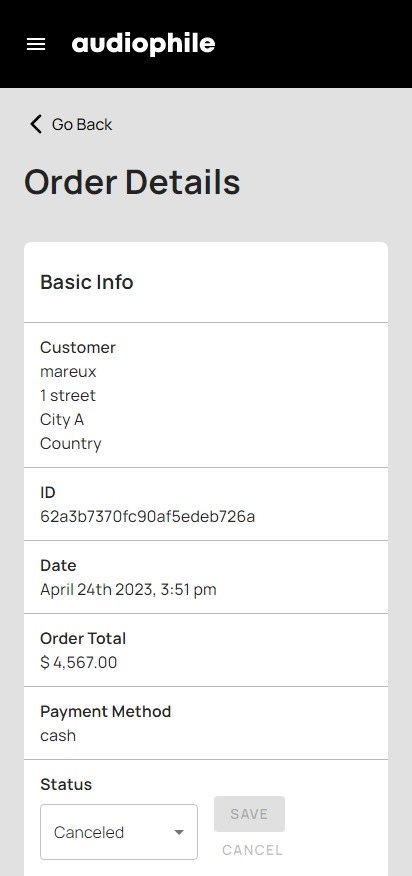 audiophile
Go Back
Order Details
Basic Info
Customer
mareux
1 street
City A
Country
ID
62a3b7370fc90af5edeb726a
Date
April 24th 2023, 3:51 pm
Order Total
$ 4,567.00
Payment Method
cash
Status
Canceled
SAVE
CANCEL